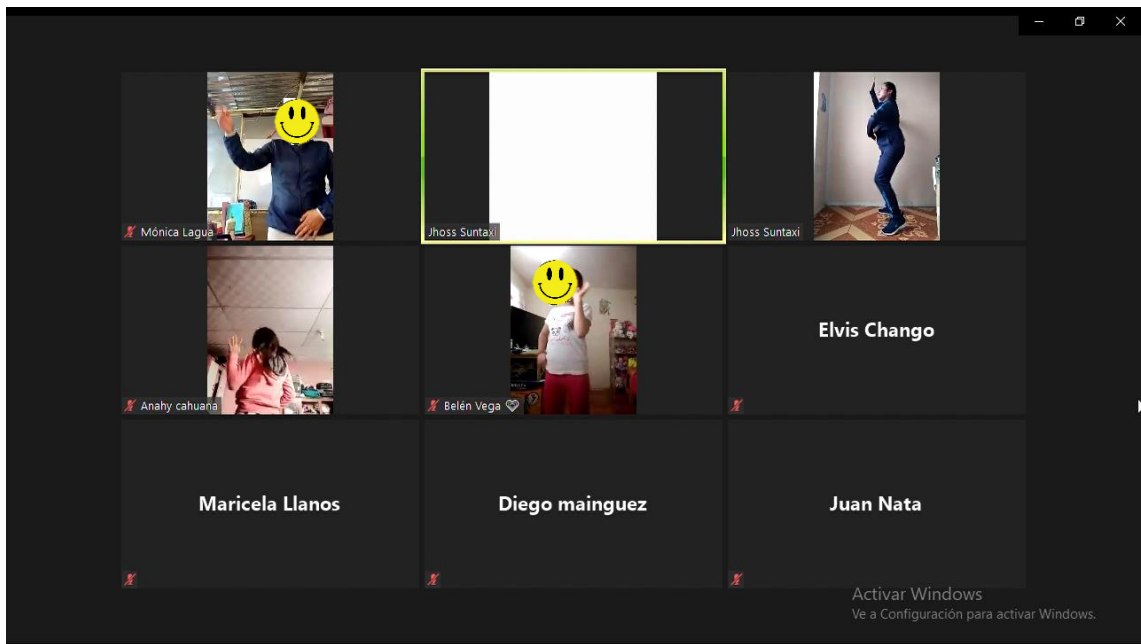 Mónica Lagua
Jhoss Suntaxi
Jhoss Suntaxi
Anahy cahuana
Belén Vega
Elvis Chango
Maricela Llanos
Diego mainguez
Juan Nata
Activar Windows
Ve a Configuración para activar Windows.